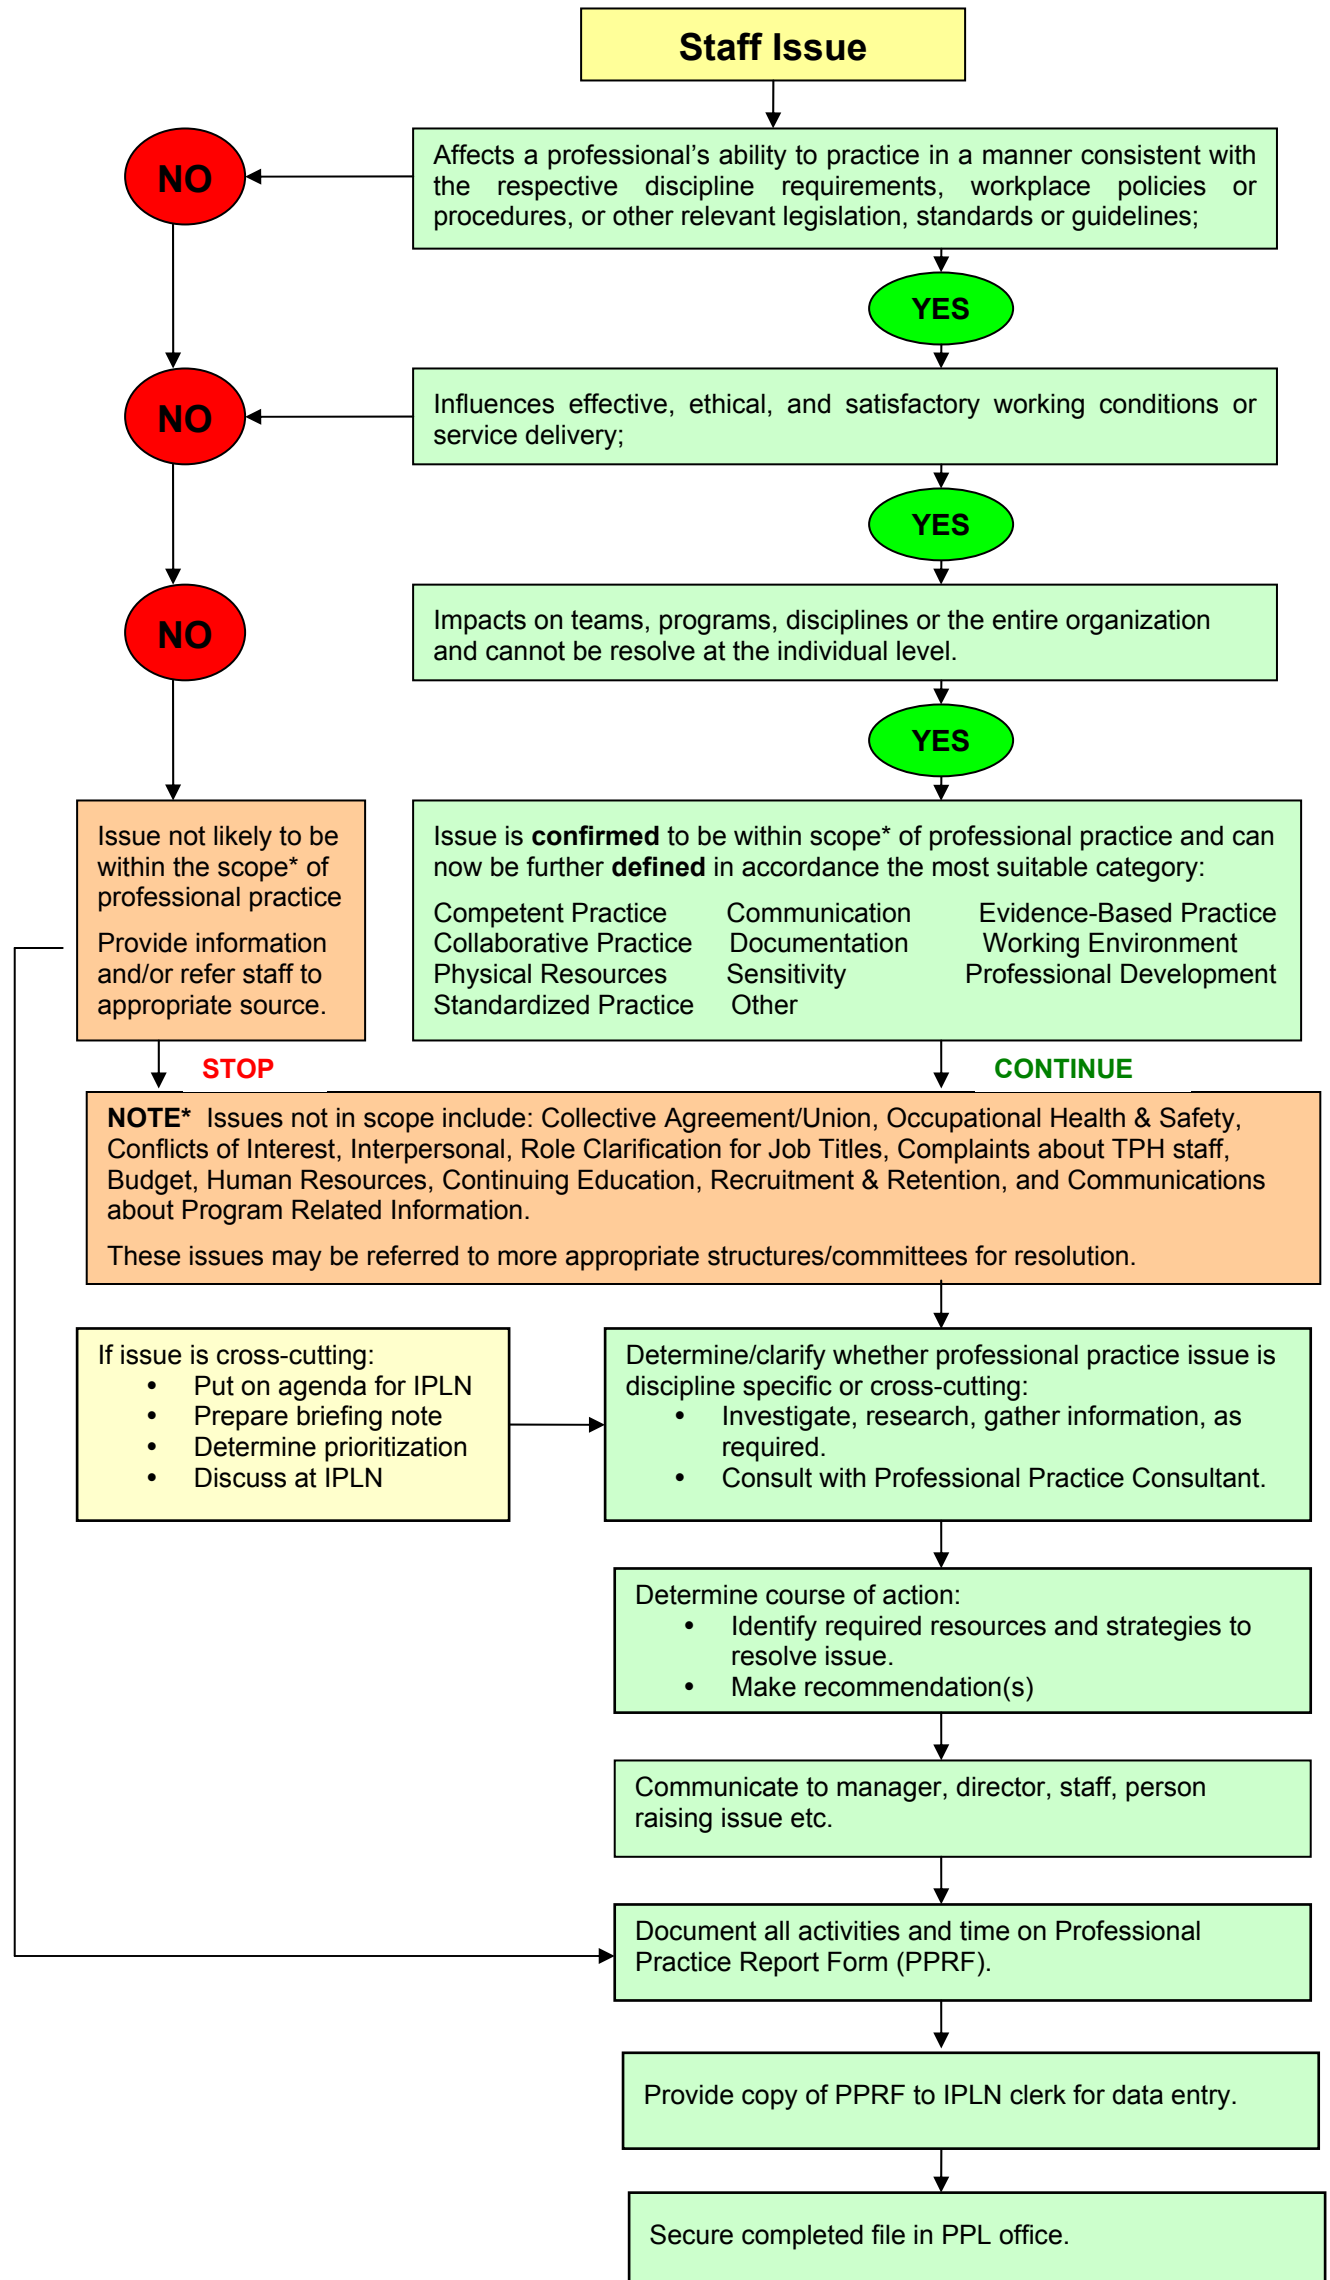 Staff Issue
NO
Affects a professional’s ability to practice in a manner consistent with
the respective discipline requirements, workplace policies or
procedures, or other relevant legislation, standards or guidelines;
YES
NO
Influences effective, ethical, and satisfactory working conditions or
service delivery;
YES
NO
Impacts on teams, programs, disciplines or the entire organization
and cannot be resolve at the individual level.
YES
Issue not likely to be
within the scope* of
professional practice
Provide information
and/or refer staff to
appropriate source.
Issue is confirmed to be within scope* of professional practice and can
now be further defined in accordance the most suitable category:
Competent Practice Communication Evidence-Based Practice
Collaborative Practice Documentation Working Environment
Physical Resources Sensitivity Professional Development
Standardized Practice Other
STOP
CONTINUE
NOTE* Issues not in scope include: Collective Agreement/Union, Occupational Health & Safety,
Conflicts of Interest, Interpersonal, Role Clarification for Job Titles, Complaints about TPH staff,
Budget, Human Resources, Continuing Education, Recruitment & Retention, and Communications
about Program Related Information.
These issues may be referred to more appropriate structures/committees for resolution.
If issue is cross-cutting:
• Put on agenda for IPLN
• Prepare briefing note
• Determine prioritization
• Discuss at IPLN
Determine/clarify whether professional practice issue is
discipline specific or cross-cutting:
• Investigate, research, gather information, as
required.
• Consult with Professional Practice Consultant.
Determine course of action:
• Identify required resources and strategies to
resolve issue.
• Make recommendation(s)
Communicate to manager, director, staff, person
raising issue etc.
Document all activities and time on Professional
Practice Report Form (PPRF).
Provide copy of PPRF to IPLN clerk for data entry.
Secure completed file in PPL office.